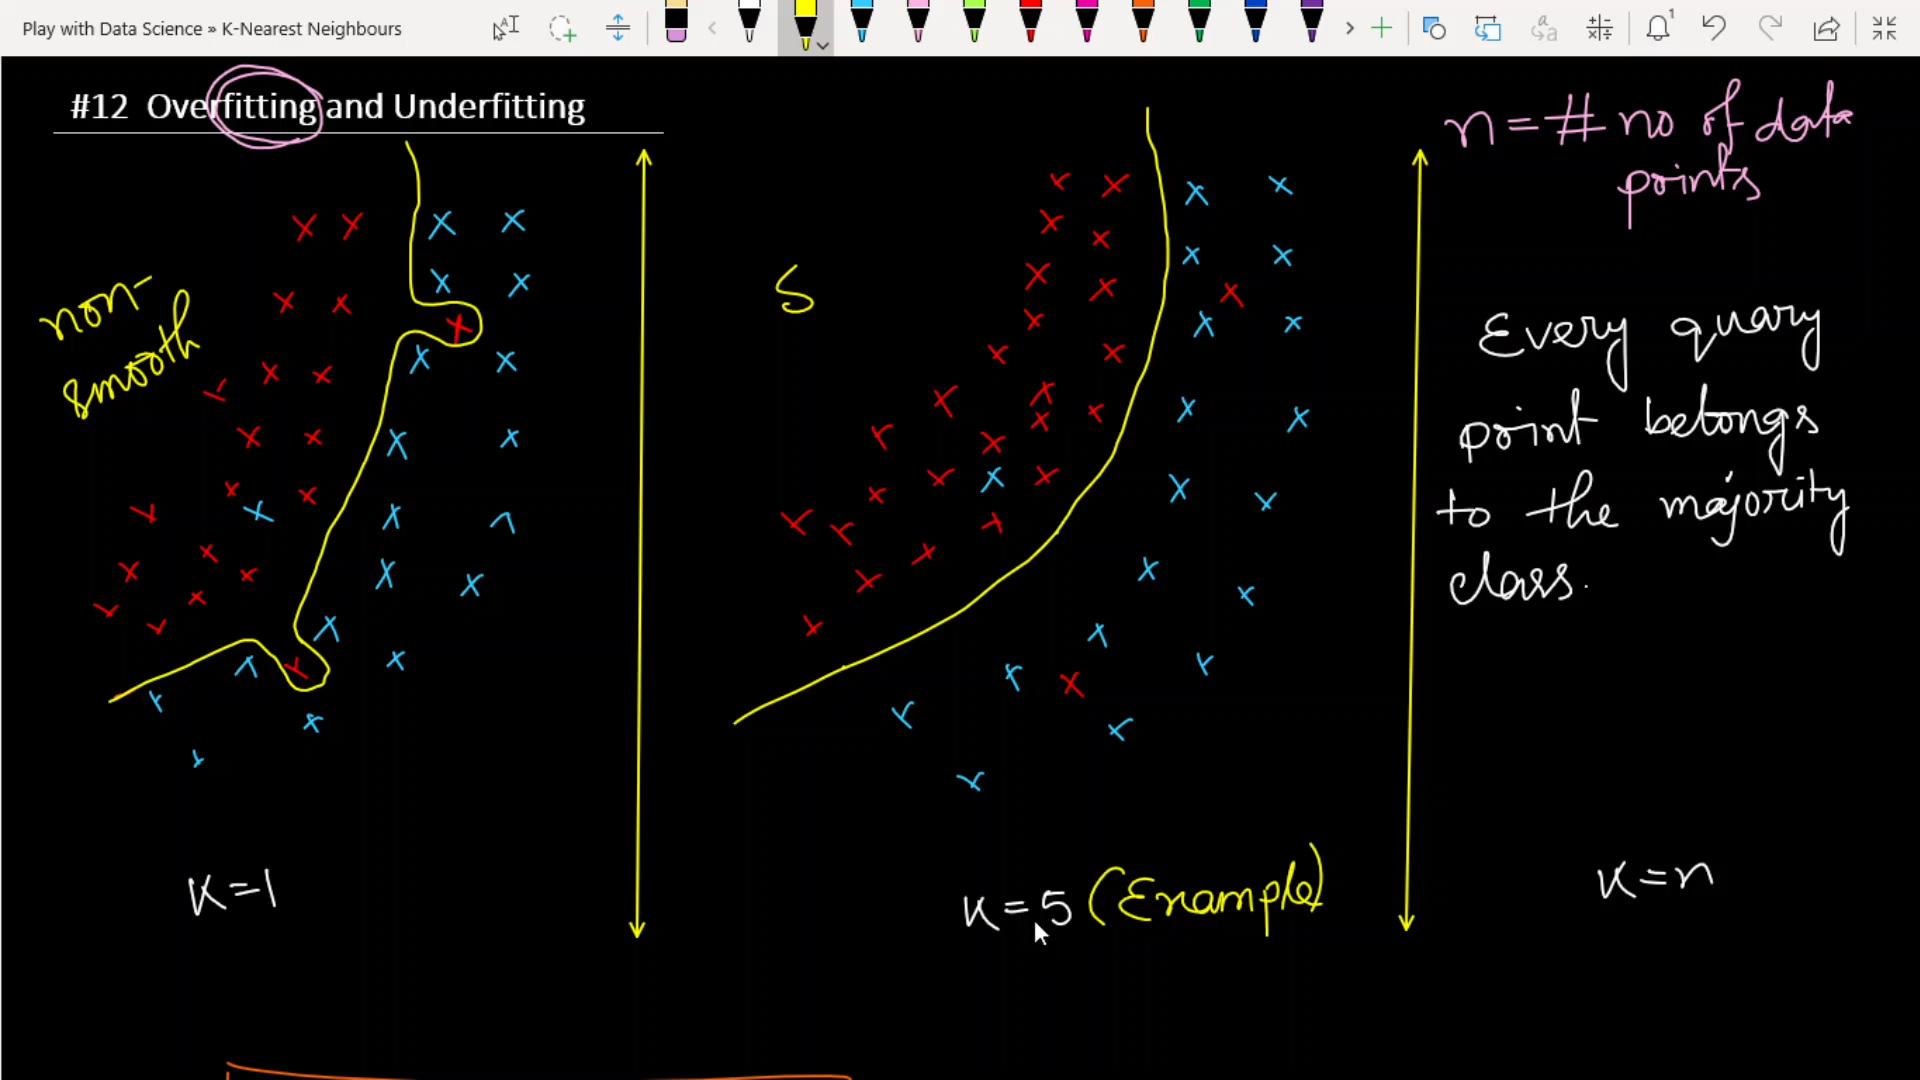 Play with Data Science » K-Nearest Neighbours
#12 Overfitting and Underfitting
non-
smooth
K=1
S
K=5 (Example)
n = # no of data
points
Every quary
point belongs
to the majority
class.
K=n